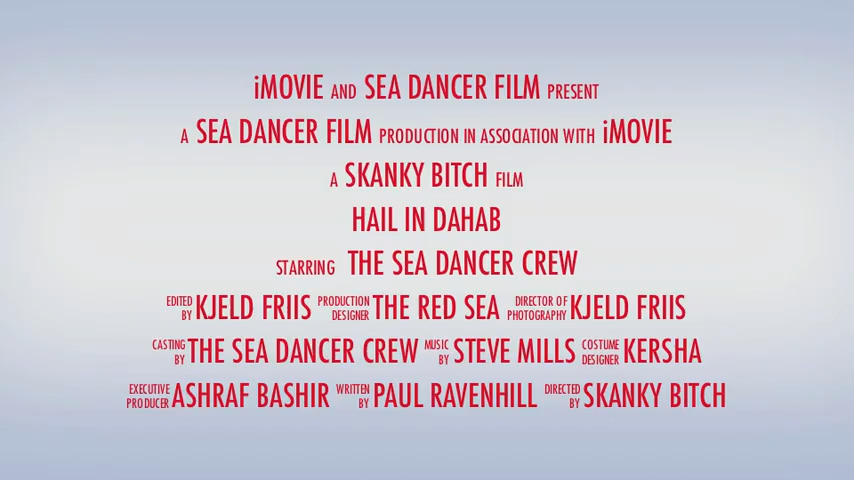 iMOVIE AND SEA DANCER FILM PRESENT
A SEA DANCER FILM PRODUCTION IN ASSOCIATION WITH iMOVIE
A SKANKY BITCH FILM
HAIL IN DAHAB
STARRING THE SEA DANCER CREW
EDITED BY KJELD FRIIS PRODUCTION DESIGNER THE RED SEA DIRECTOR OF PHOTOGRAPHY KJELD FRIIS
CASTING BY THE SEA DANCER CREW MUSIC BY STEVE MILLS COSTUME DESIGNER KERSHA
EXECUTIVE PRODUCER ASHRAF BASHIR WRITTEN BY PAUL RAVENHILL DIRECTED BY SKANKY BITCH